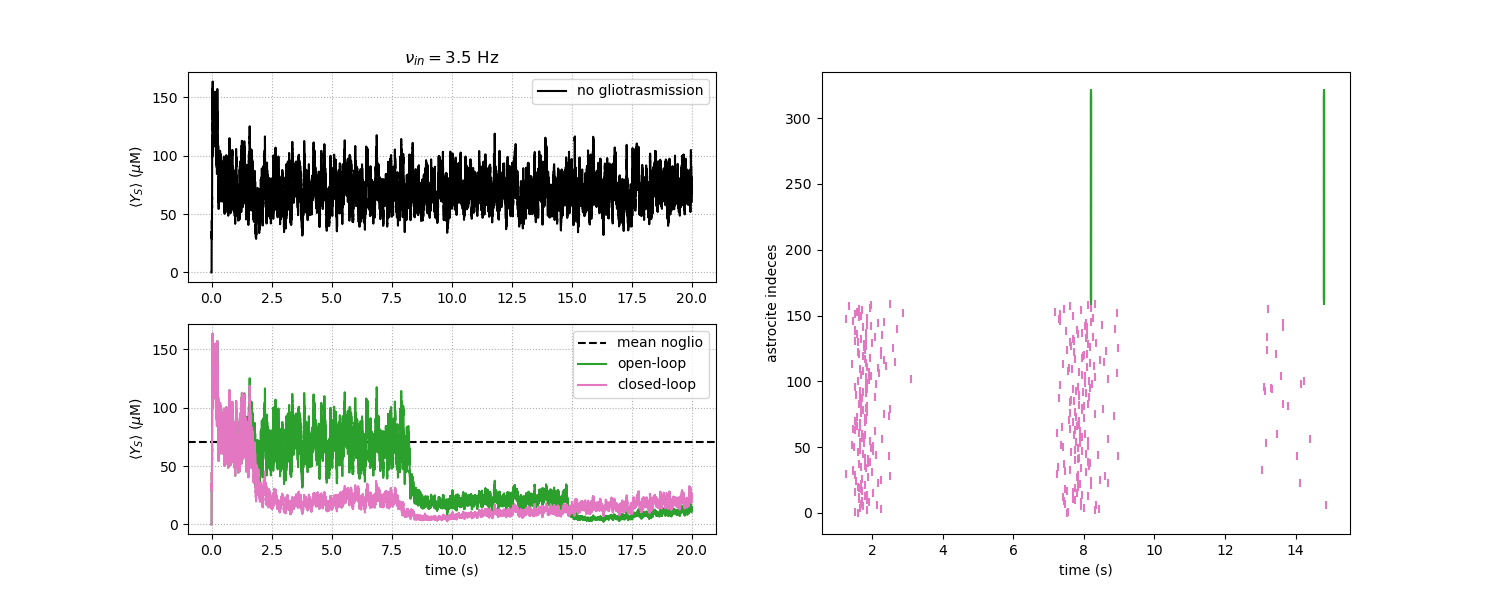 ν_in = 3.5 Hz
⟨Y_S⟩ (μM)
150
100
50
0
no gliotrasmission
0.0 2.5 5.0 7.5 10.0 12.5 15.0 17.5 20.0
⟨Y_S⟩ (μM)
150
100
50
0
mean noglio
open-loop
closed-loop
0.0 2.5 5.0 7.5 10.0 12.5 15.0 17.5 20.0
time (s)
astrocite indeces
300
250
200
150
100
50
0
2 4 6 8 10 12 14
time (s)